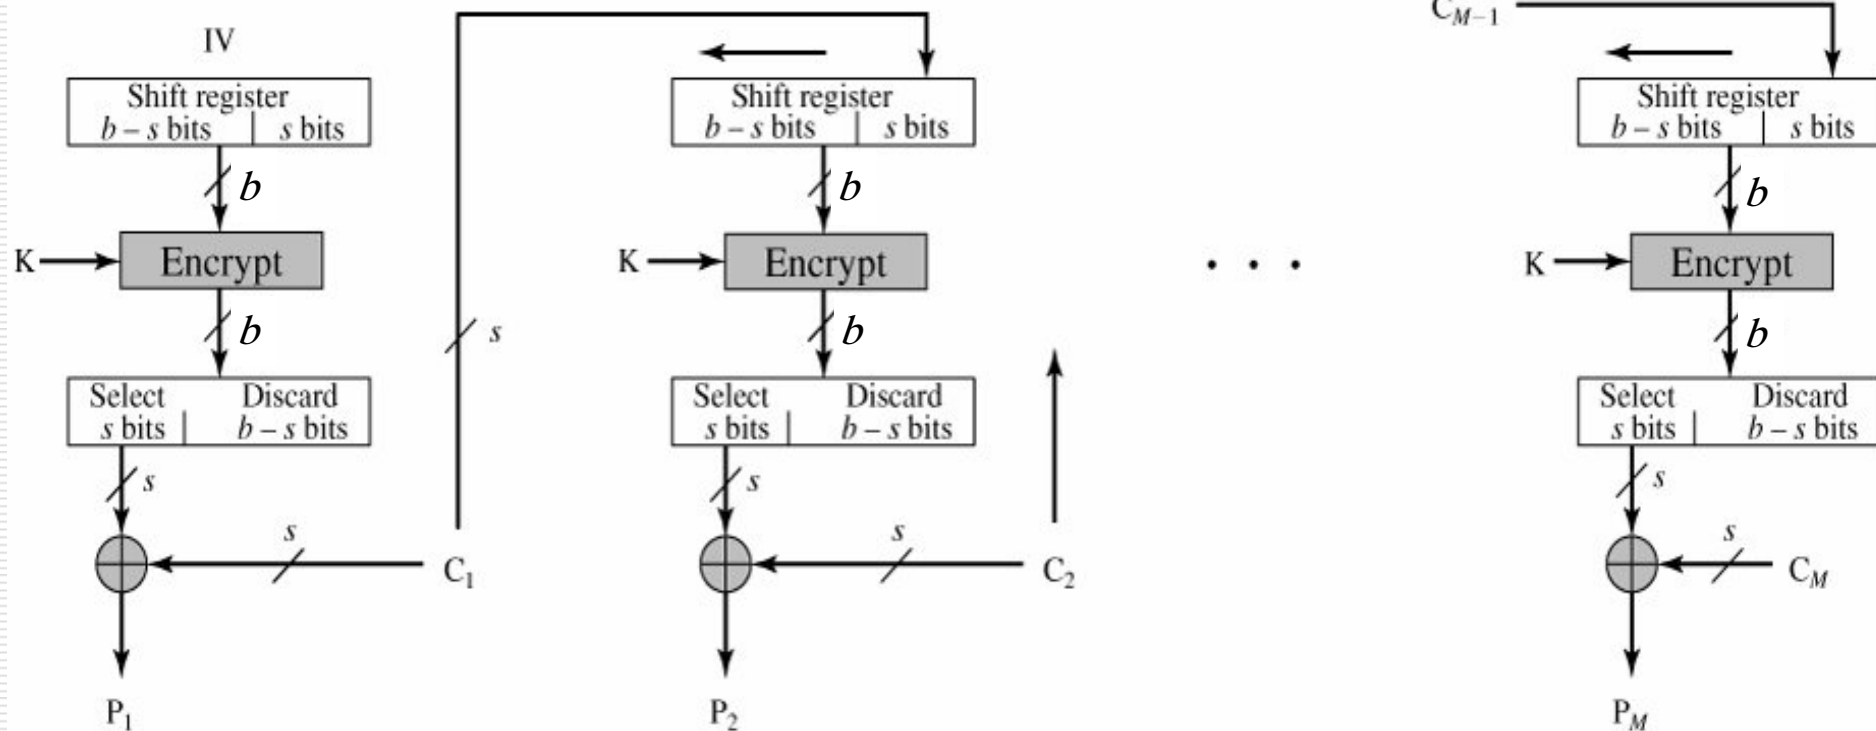 IV
Shift register
b – s bits | s bits
b
K
Encrypt
b
Select Discard
s bits | b – s bits
s
s
C1
P1
s
Shift register
b – s bits | s bits
b
K
Encrypt
b
Select Discard
s bits | b – s bits
s
s
C2
P2
. . .
CM–1
Shift register
b – s bits | s bits
b
K
Encrypt
b
Select Discard
s bits | b – s bits
s
s
CM
PM